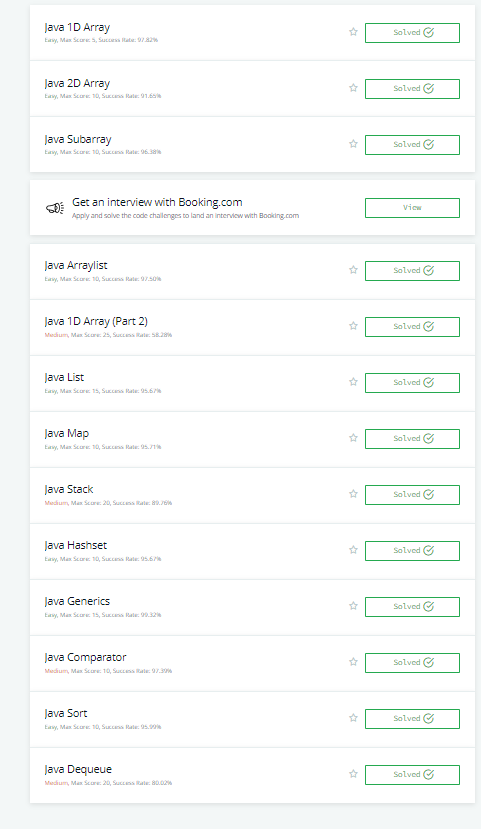 Java 1D Array
Easy, Max Score: 5, Success Rate: 97.82%
Solved
Java 2D Array
Easy, Max Score: 10, Success Rate: 91.65%
Solved
Java Subarray
Easy, Max Score: 10, Success Rate: 96.38%
Solved
Get an interview with Booking.com
Apply and solve the code challenges to land an interview with Booking.com
View
Java Arraylist
Easy, Max Score: 10, Success Rate: 97.50%
Solved
Java 1D Array (Part 2)
Medium, Max Score: 25, Success Rate: 58.28%
Solved
Java List
Easy, Max Score: 15, Success Rate: 95.67%
Solved
Java Map
Easy, Max Score: 10, Success Rate: 95.71%
Solved
Java Stack
Medium, Max Score: 20, Success Rate: 89.76%
Solved
Java Hashset
Easy, Max Score: 10, Success Rate: 95.67%
Solved
Java Generics
Easy, Max Score: 15, Success Rate: 99.32%
Solved
Java Comparator
Medium, Max Score: 10, Success Rate: 97.39%
Solved
Java Sort
Easy, Max Score: 10, Success Rate: 95.99%
Solved
Java Dequeue
Medium, Max Score: 20, Success Rate: 80.02%
Solved